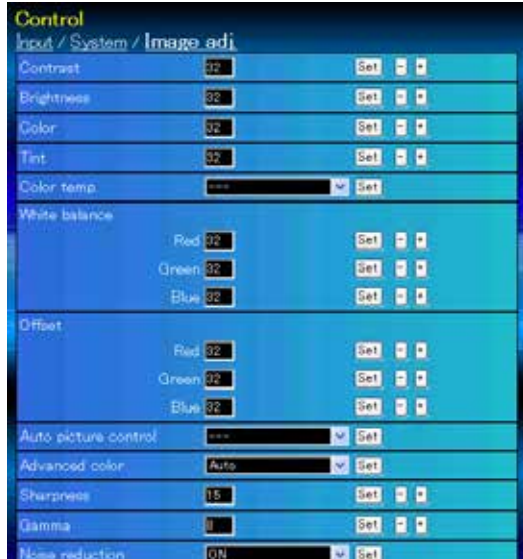 Control
Input / System / Image adj.
Contrast 32 Set - +
Brightness 32 Set - +
Color 32 Set - +
Tint 32 Set - +
Color temp. --- Set
White balance
Red 32 Set - +
Green 32 Set - +
Blue 32 Set - +
Offset
Red 32 Set - +
Green 32 Set - +
Blue 32 Set - +
Auto picture control --- Set
Advanced color Auto Set
Sharpness 15 Set - +
Gamma Set - +
Noise reduction ON Set